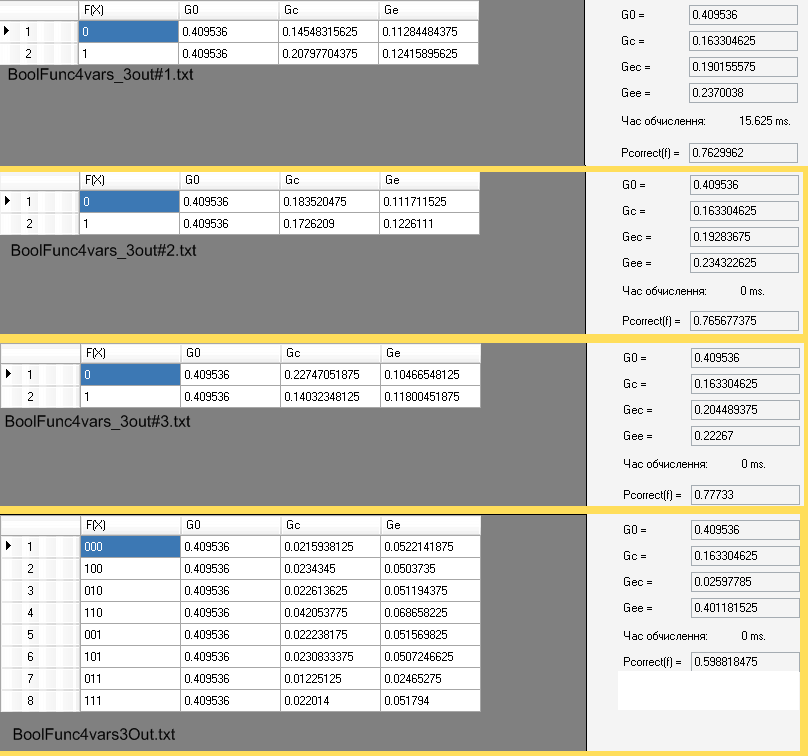 F(X) G0 Gc Ge
1 0 0.409536 0.14548315625 0.11284484375
2 1 0.409536 0.20797704375 0.12415895625
BoolFunc4vars_3out#1.txt
G0 = 0.409536
Gc = 0.163304625
Gec = 0.190155575
Gee = 0.2370038
Час обчислення: 15.625 ms.
Pcorrect(f) = 0.7629962
F(X) G0 Gc Ge
1 0 0.409536 0.183520475 0.111711525
2 1 0.409536 0.1726209 0.1226111
BoolFunc4vars_3out#2.txt
G0 = 0.409536
Gc = 0.163304625
Gec = 0.19283675
Gee = 0.234322625
Час обчислення: 0 ms.
Pcorrect(f) = 0.765677375
F(X) G0 Gc Ge
1 0 0.409536 0.22747051875 0.10466548125
2 1 0.409536 0.14032348125 0.11800451875
BoolFunc4vars_3out#3.txt
G0 = 0.409536
Gc = 0.163304625
Gec = 0.204489375
Gee = 0.22267
Час обчислення: 0 ms.
Pcorrect(f) = 0.77733
F(X) G0 Gc Ge
1 000 0.409536 0.0215938125 0.0522141875
2 100 0.409536 0.0234345 0.0503735
3 010 0.409536 0.022613625 0.051194375
4 110 0.409536 0.042053775 0.068658225
5 001 0.409536 0.022238175 0.051569825
6 101 0.409536 0.0230833375 0.0507246625
7 011 0.409536 0.01225125 0.02465275
8 111 0.409536 0.022014 0.051794
BoolFunc4vars3Out.txt
G0 = 0.409536
Gc = 0.163304625
Gec = 0.02597785
Gee = 0.401181525
Час обчислення: 0 ms.
Pcorrect(f) = 0.598818475